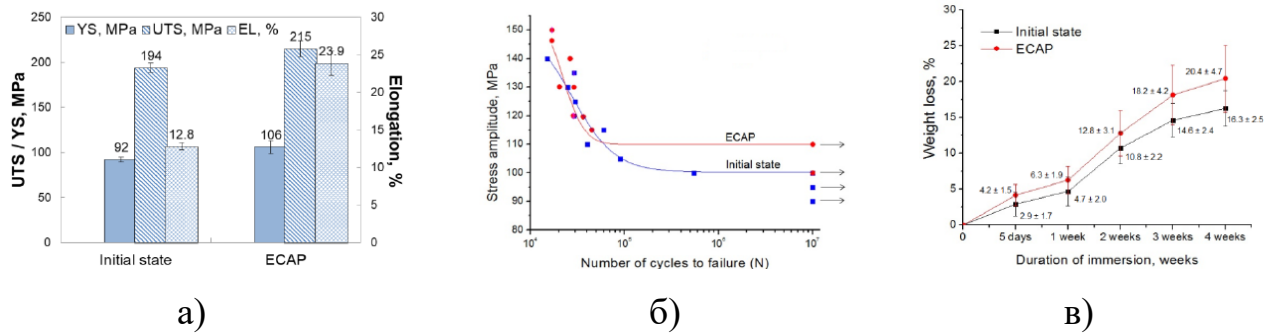 YS, MPa UTS, MPa EL, %
250
200
150
100
50
0
UTS / YS, MPa
92
194
12.8
106
215
23.9
30
25
20
15
10
5
0
Elongation, %
Initial state ECAP
а)
150
140
130
120
110
100
90
80
Stress amplitude, MPa
ECAP
Initial state
10⁴ 10⁵ 10⁶ 10⁷
Number of cycles to failure (N)
б)
30
25
20
15
10
5
0
Weight loss, %
Initial state
ECAP
4.2 ± 1.5
2.9 ± 1.7
6.3 ± 1.9
4.7 ± 2.0
12.8 ± 3.1
10.8 ± 2.2
18.2 ± 4.2
14.6 ± 2.4
20.4 ± 4.7
16.3 ± 2.5
0 5 days 1 week 2 weeks 3 weeks 4 weeks
Duration of immersion, weeks
в)